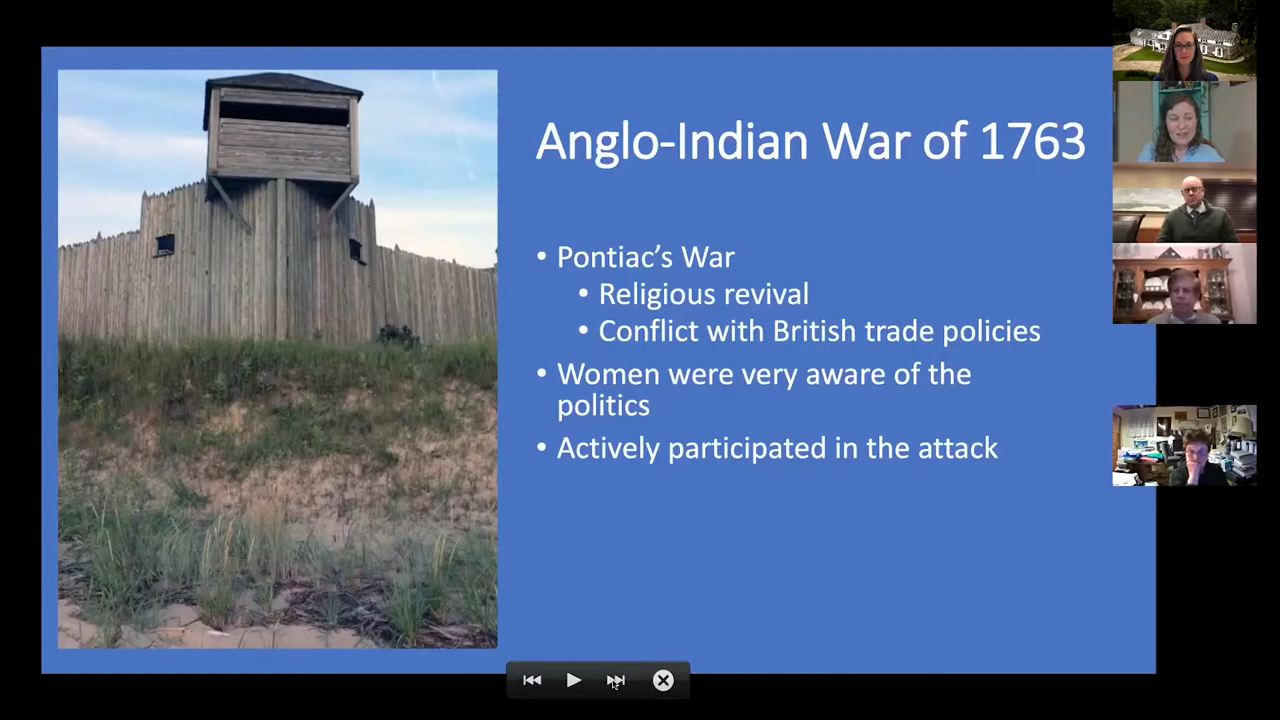 Anglo-Indian War of 1763
• Pontiac’s War
• Religious revival
• Conflict with British trade policies
• Women were very aware of the
politics
• Actively participated in the attack